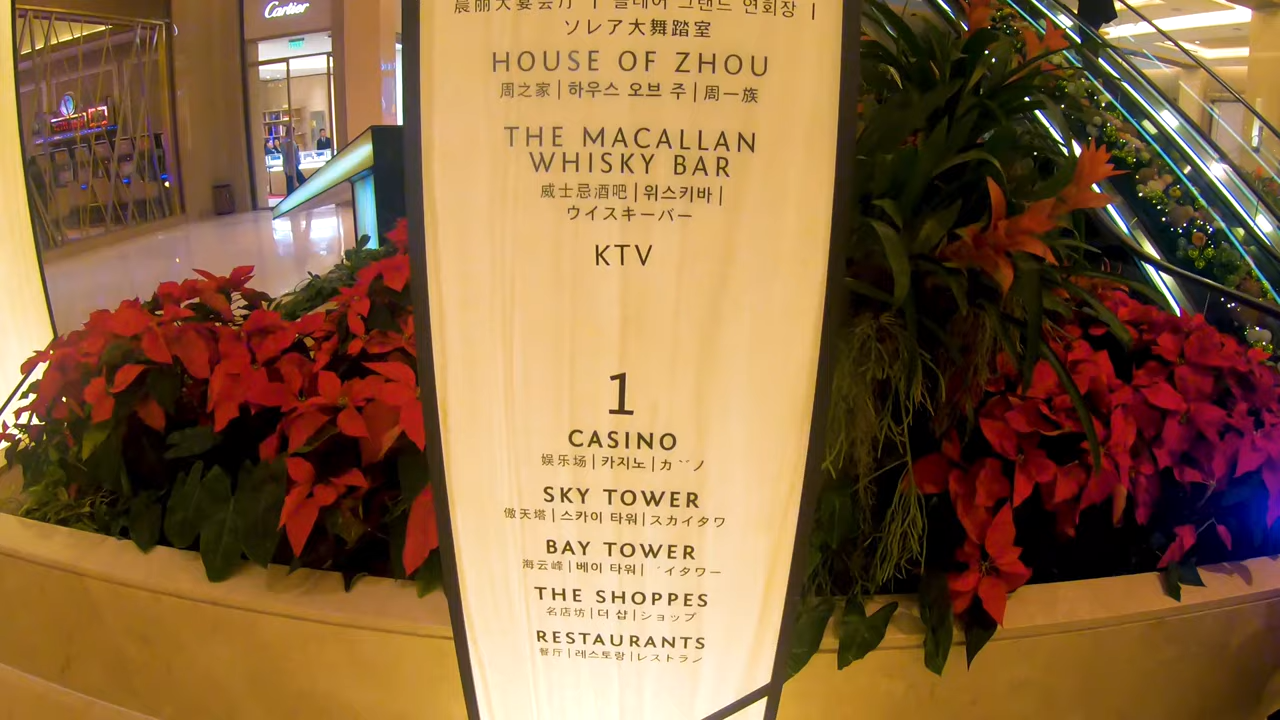 Cartier
ソレア大舞踏室
HOUSE OF ZHOU
周之家 | 하우스 오브 주 | 周一族
THE MACALLAN
WHISKY BAR
威士忌酒吧 | 위스키바 |
ウイスキーバー
KTV
1
CASINO
娱乐场 | 카지노 | カジノ
SKY TOWER
傲天塔 | 스카이 타워 | スカイタワ
BAY TOWER
海云峰 | 베이 타워 | イタワー
THE SHOPPES
名店坊 | 더 샵 | ショップ
RESTAURANTS
餐厅 | 레스토랑 | レストラン